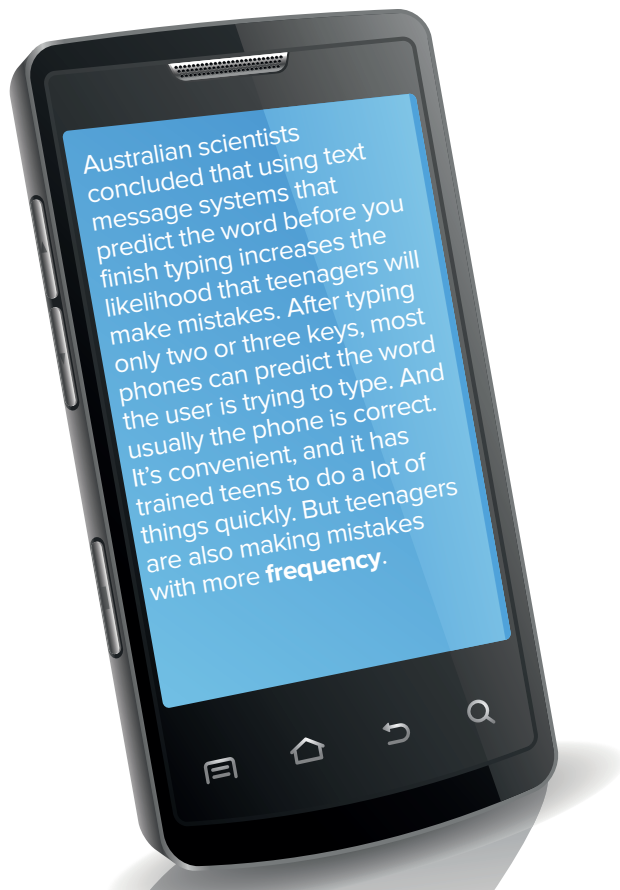 Australian scientists
concluded that using text
message systems that
predict the word before you
finish typing increases the
likelihood that teenagers will
make mistakes. After typing
only two or three keys, most
phones can predict the word
the user is trying to type. And
usually the phone is correct.
It’s convenient, and it has
trained teens to do a lot of
things quickly. But teenagers
are also making mistakes
with more frequency.